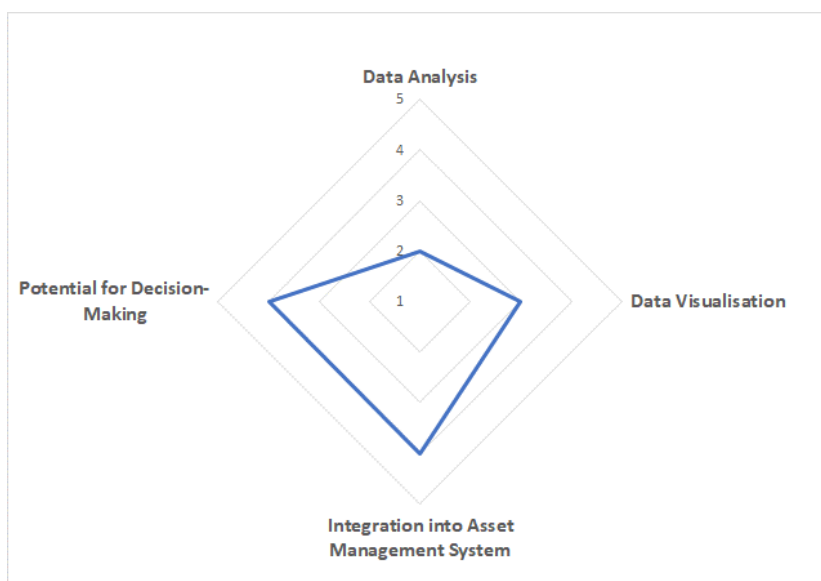 Data Analysis
5
4
3
2
1
Potential for Decision-
Making
Data Visualisation
Integration into Asset
Management System